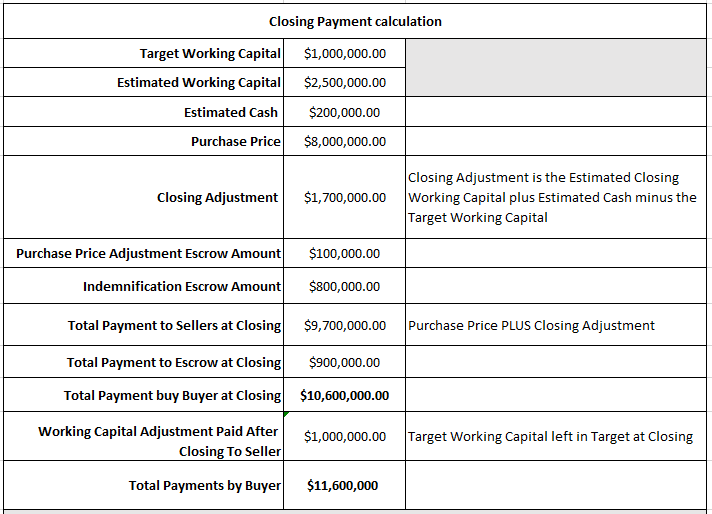 Closing Payment calculation
Target Working Capital $1,000,000.00
Estimated Working Capital $2,500,000.00
Estimated Cash $200,000.00
Purchase Price $8,000,000.00
Closing Adjustment $1,700,000.00 Closing Adjustment is the Estimated Closing
Working Capital plus Estimated Cash minus the
Target Working Capital
Purchase Price Adjustment Escrow Amount $100,000.00
Indemnification Escrow Amount $800,000.00
Total Payment to Sellers at Closing $9,700,000.00 Purchase Price PLUS Closing Adjustment
Total Payment to Escrow at Closing $900,000.00
Total Payment buy Buyer at Closing $10,600,000.00
Working Capital Adjustment Paid After
Closing To Seller $1,000,000.00 Target Working Capital left in Target at Closing
Total Payments by Buyer $11,600,000